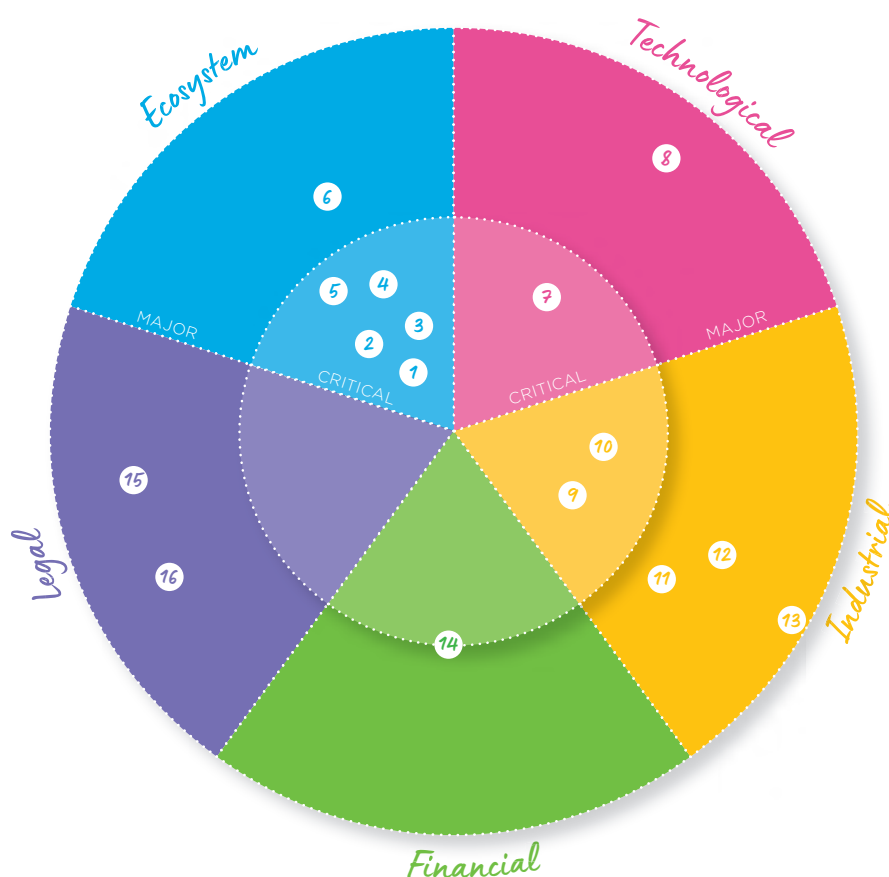 Ecosystem
Technological
8
6
5
4
7
3
MAJOR
MAJOR
2
1
CRITICAL
CRITICAL
10
15
9
Legal
Industrial
12
16
11
13
14
Financial